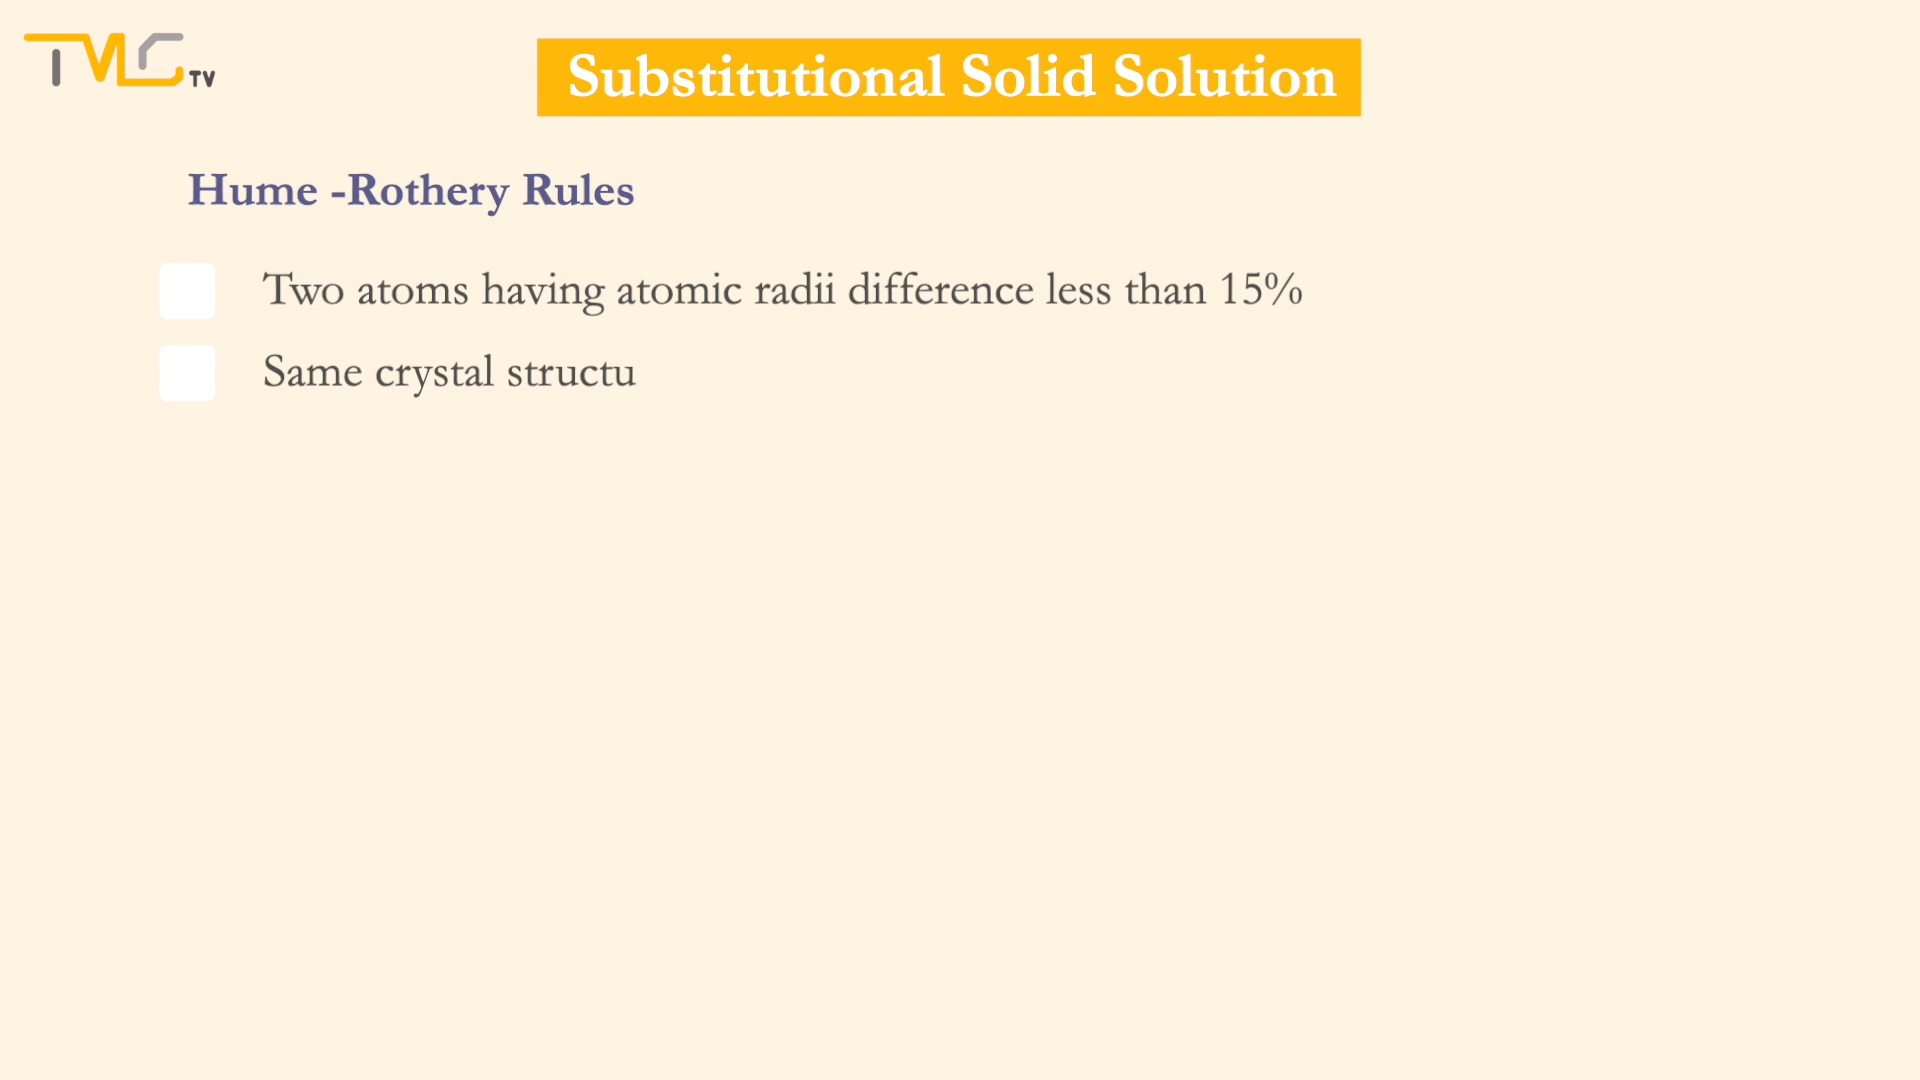 TMC TV
Substitutional Solid Solution
Hume -Rothery Rules
Two atoms having atomic radii difference less than 15%
Same crystal structu